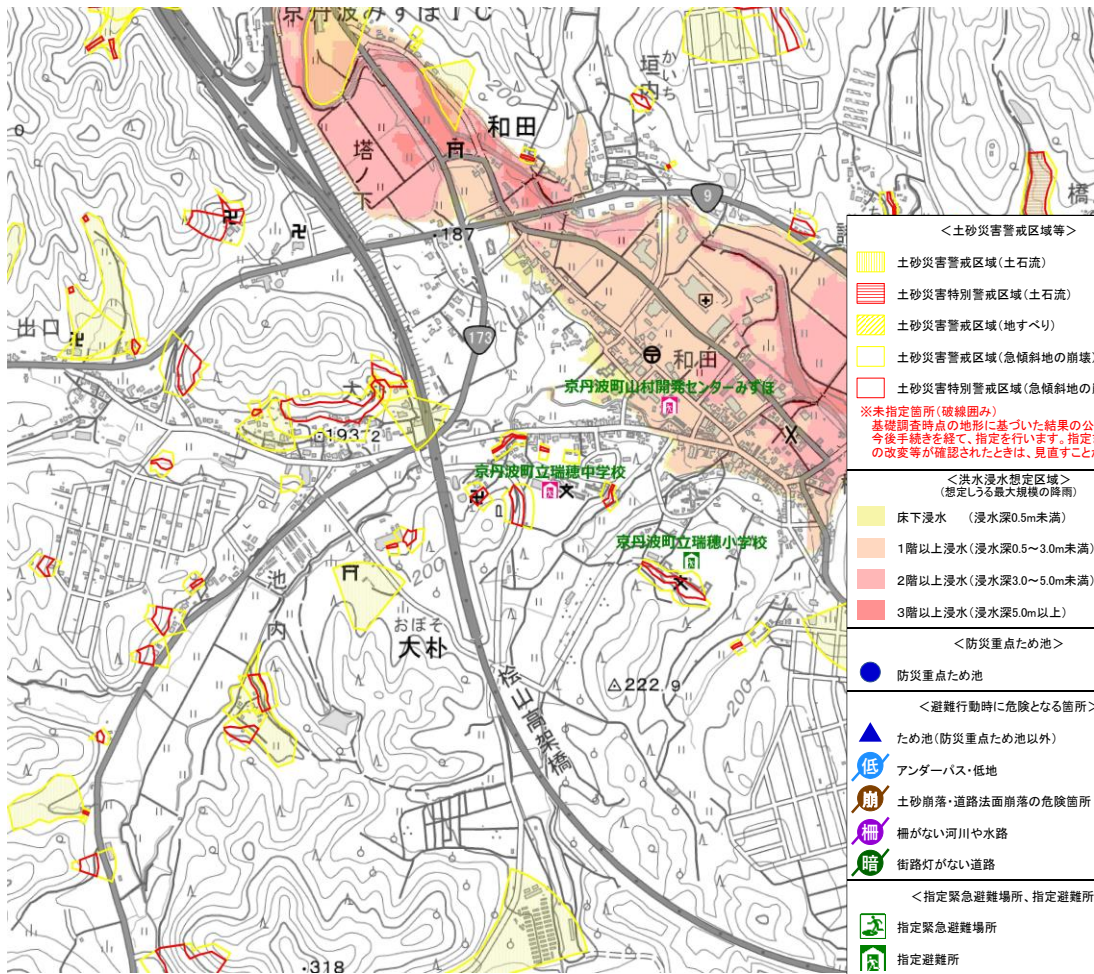 京丹波みずほIC
200
垣内
かいち
和田
塔ノ下
9
橋
・187
出口
173
和田
京丹波町山村開発センターみずほ
大
193.2
京丹波町立瑞穂中学校
京丹波町立瑞穂小学校
池内
200
おぼそ
大朴
桧山高架橋
222.9
200
・318
＜土砂災害警戒区域等＞
土砂災害警戒区域(土石流)
土砂災害特別警戒区域(土石流)
土砂災害警戒区域(地すべり)
土砂災害警戒区域(急傾斜地の崩壊)
土砂災害特別警戒区域(急傾斜地の
※未指定箇所(破線囲み)
基礎調査時点の地形に基づいた結果の公
今後手続きを経て、指定を行います。指定
の改変等が確認されたときは、見直すことが
＜洪水浸水想定区域＞
(想定しうる最大規模の降雨)
床下浸水　(浸水深0.5m未満)
1階以上浸水(浸水深0.5～3.0m未満)
2階以上浸水(浸水深3.0～5.0m未満)
3階以上浸水(浸水深5.0m以上)
＜防災重点ため池＞
防災重点ため池
＜避難行動時に危険となる箇所＞
ため池(防災重点ため池以外)
低 アンダーパス・低地
崩 土砂崩落・道路法面崩落の危険箇所
柵 柵がない河川や水路
暗 街路灯がない道路
＜指定緊急避難場所、指定避難所
指定緊急避難場所
指定避難所